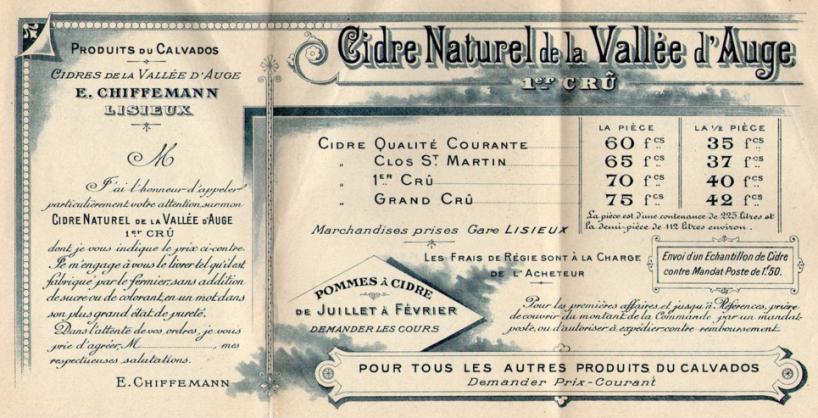 PRODUITS DU CALVADOS
CIDRES DE LA VALLÉE D'AUGE
E. CHIFFEMANN
LISIEUX
M
J'ai l'honneur d'appeler
particulièrement votre attention sur mon
CIDRE NATUREL DE LA VALLÉE D'AUGE
1er CRÛ
dont je vous indique le prix ci-contre.
Je m'engage à vous le livrer tel qu'il est
fabriqué par le fermier, sans addition
de sucre ou de colorant, en un mot dans
son plus grand état de pureté.
Dans l'attente de vos ordres, je vous
prie d'agréer, M , mes
respectueuses salutations.
E. CHIFFEMANN
Cidre Naturel de la Vallée d'Auge
1er CRÛ
LA PIÈCE LA ½ PIÈCE
CIDRE QUALITÉ COURANTE 60 fcs 35 fcs
" CLOS ST MARTIN 65 fcs 37 fcs
" 1ER CRÛ 70 fcs 40 fcs
" GRAND CRÛ 75 fcs 42 fcs
La pièce est d'une contenance de 225 litres et
la demi-pièce de 112 litres environ.
Marchandises prises Gare LISIEUX
LES FRAIS DE RÉGIE SONT À LA CHARGE
DE L'ACHETEUR
Envoi d'un Echantillon de Cidre
contre Mandat-Poste de 1f50.
POMMES À CIDRE
DE JUILLET À FÉVRIER
DEMANDER LES COURS
Pour les premières affaires et jusqu'à Références, prière
de couvrir du montant de la Commande par un mandat-
poste, ou d'autoriser à expédier contre remboursement.
POUR TOUS LES AUTRES PRODUITS DU CALVADOS
Demander Prix-Courant